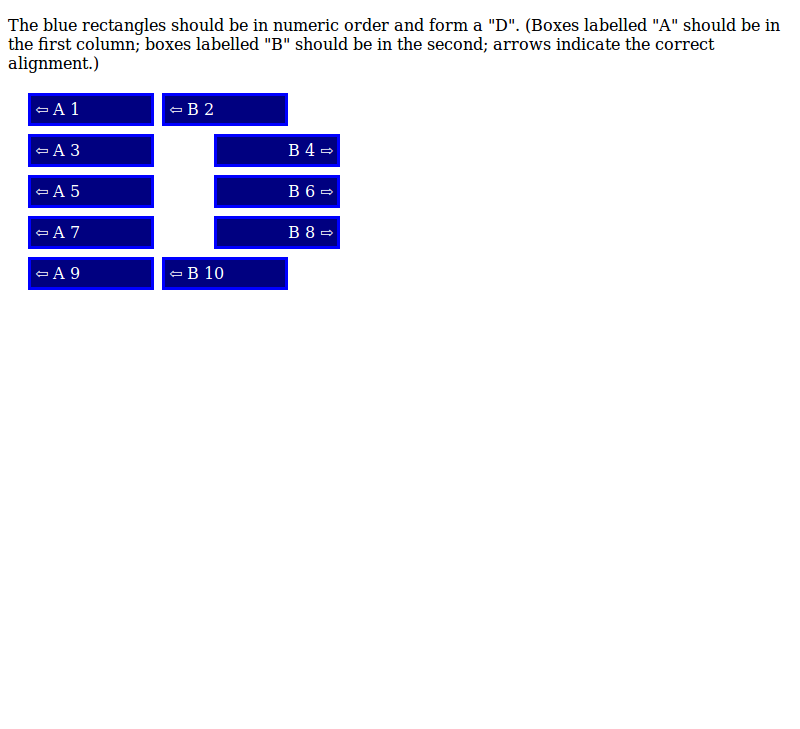 The blue rectangles should be in numeric order and form a "D". (Boxes labelled "A" should be in
the first column; boxes labelled "B" should be in the second; arrows indicate the correct
alignment.)
⇦ A 1 ⇦ B 2
⇦ A 3 B 4 ⇨
⇦ A 5 B 6 ⇨
⇦ A 7 B 8 ⇨
⇦ A 9 ⇦ B 10